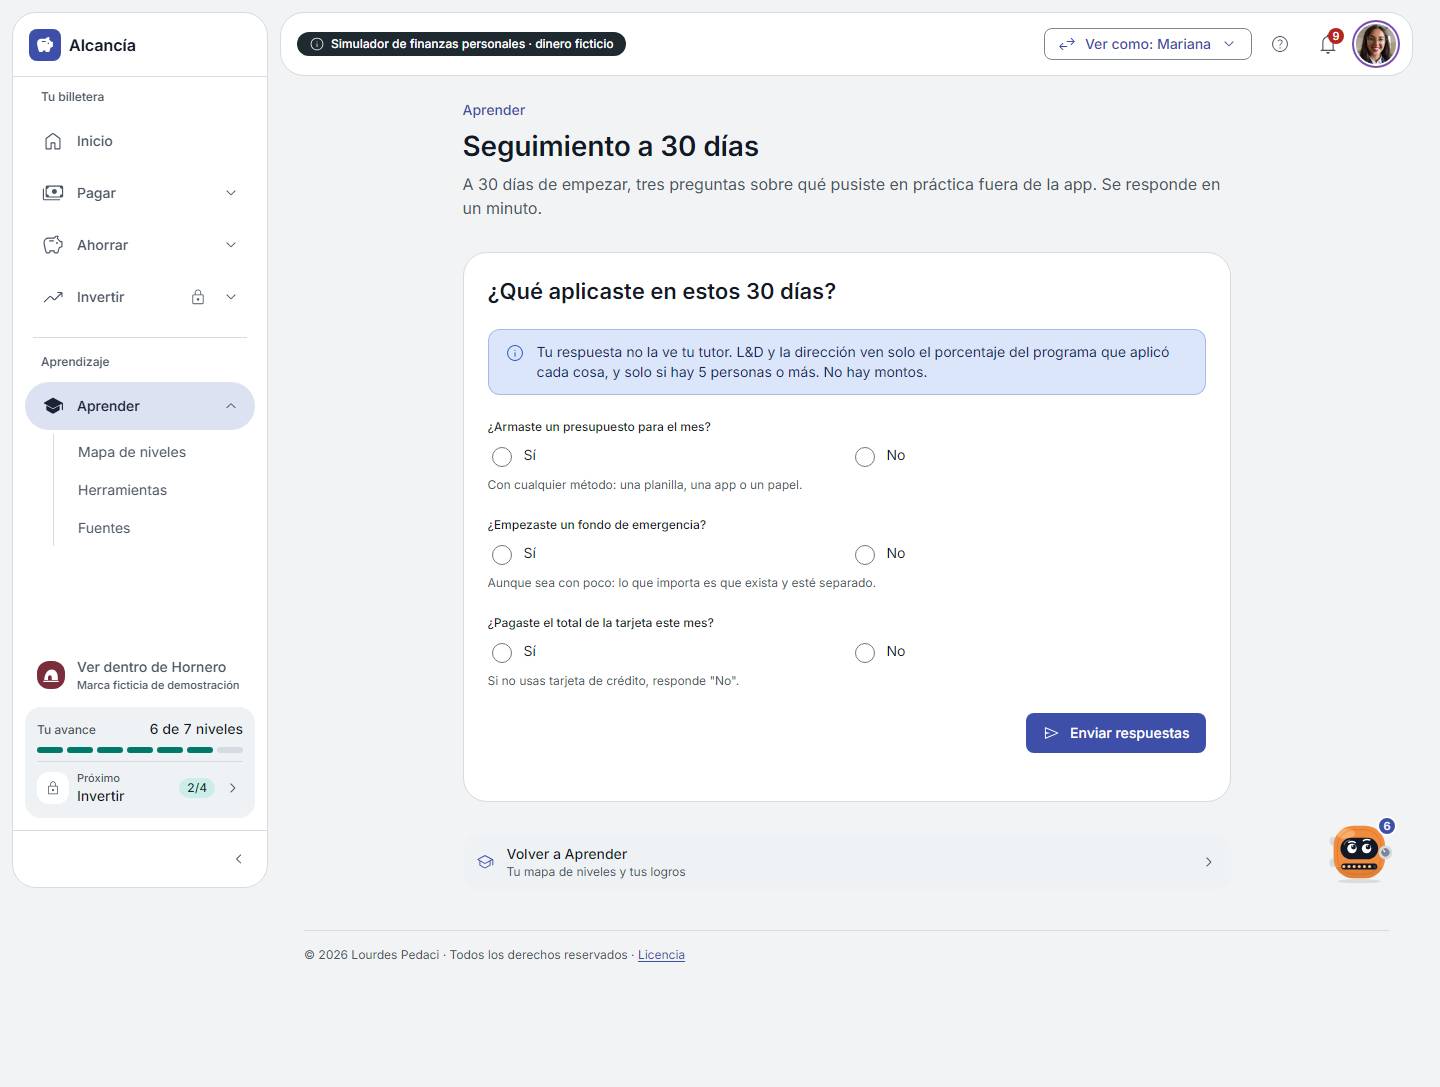 Alcancía
Simulador de finanzas personales · dinero ficticio
Ver como: Mariana
9
Tu billetera
Inicio
Pagar
Ahorrar
Invertir
Aprendizaje
Aprender
Mapa de niveles
Herramientas
Fuentes
Ver dentro de Hornero
Marca ficticia de demostración
Tu avance
6 de 7 niveles
Próximo
Invertir
2/4
Aprender
Seguimiento a 30 días
A 30 días de empezar, tres preguntas sobre qué pusiste en práctica fuera de la app. Se responde en
un minuto.
¿Qué aplicaste en estos 30 días?
Tu respuesta no la ve tu tutor. L&D y la dirección ven solo el porcentaje del programa que aplicó
cada cosa, y solo si hay 5 personas o más. No hay montos.
¿Armaste un presupuesto para el mes?
Sí
No
Con cualquier método: una planilla, una app o un papel.
¿Empezaste un fondo de emergencia?
Sí
No
Aunque sea con poco: lo que importa es que exista y esté separado.
¿Pagaste el total de la tarjeta este mes?
Sí
No
Si no usas tarjeta de crédito, responde "No".
Enviar respuestas
Volver a Aprender
Tu mapa de niveles y tus logros
6
© 2026 Lourdes Pedaci · Todos los derechos reservados · Licencia